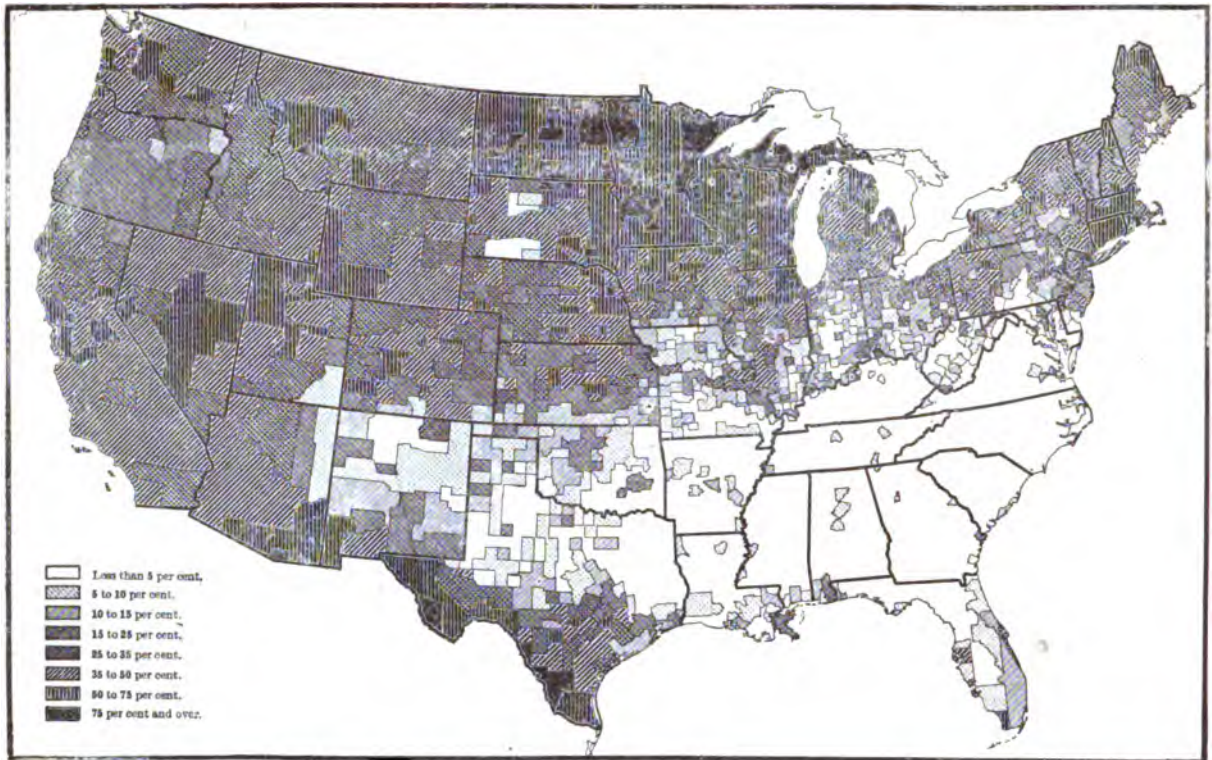 Less than 5 per cent.
5 to 10 per cent.
10 to 15 per cent.
15 to 25 per cent.
25 to 35 per cent.
35 to 50 per cent.
50 to 75 per cent.
75 per cent and over.